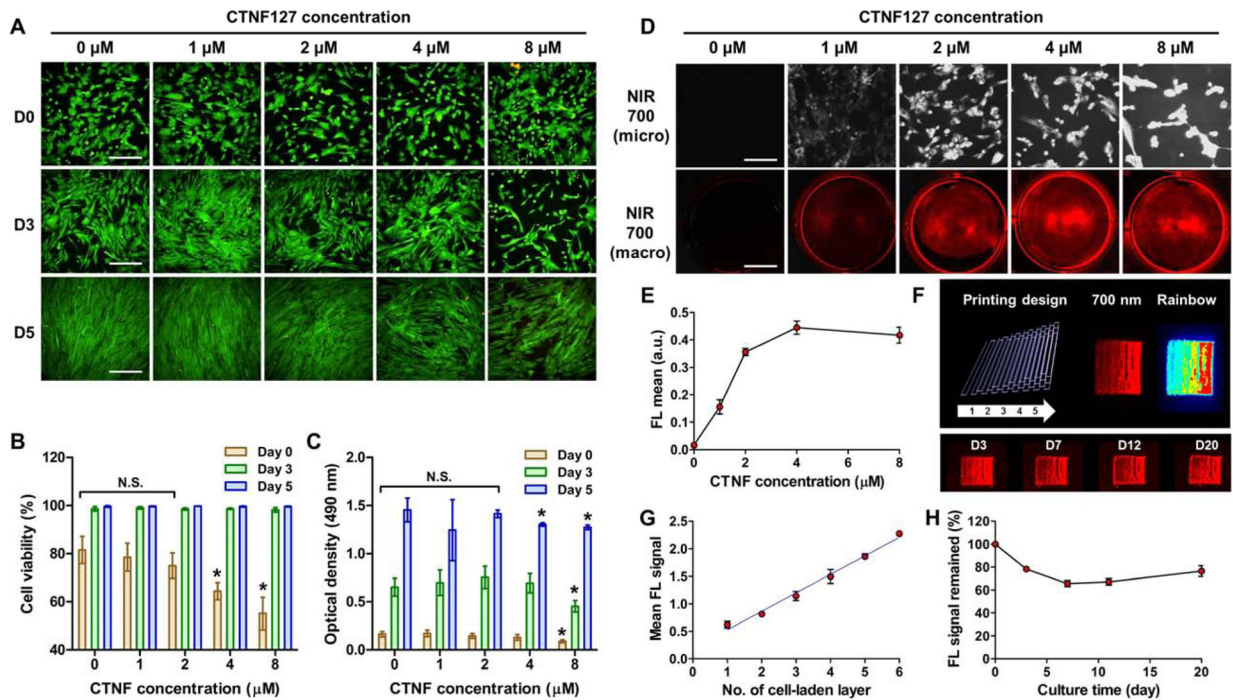 A
CTNF127 concentration
0 µM 1 µM 2 µM 4 µM 8 µM
D0
D3
D5
B
Cell viability (%)
100
80
60
40
N.S.
Day 0
Day 3
Day 5
* *
0 1 2 4 8
CTNF concentration (µM)
C
Optical density (490 nm)
2.0
1.5
1.0
0.5
0.0
N.S.
Day 0
Day 3
Day 5
* * * *
0 1 2 4 8
CTNF concentration (µM)
D
CTNF127 concentration
0 µM 1 µM 2 µM 4 µM 8 µM
NIR
700
(micro)
NIR
700
(macro)
E
FL mean (a.u.)
0.5
0.4
0.3
0.2
0.1
0.0
0 2 4 6 8
CTNF concentration (µM)
F
Printing design 700 nm Rainbow
1 2 3 4 5
D3 D7 D12 D20
G
Mean FL signal
2.5
2.0
1.5
1.0
0.5
0.0
0 1 2 3 4 5 6
No. of cell-laden layer
H
FL signal remained (%)
120
100
80
60
40
20
0
0 5 10 15 20
Culture time (day)